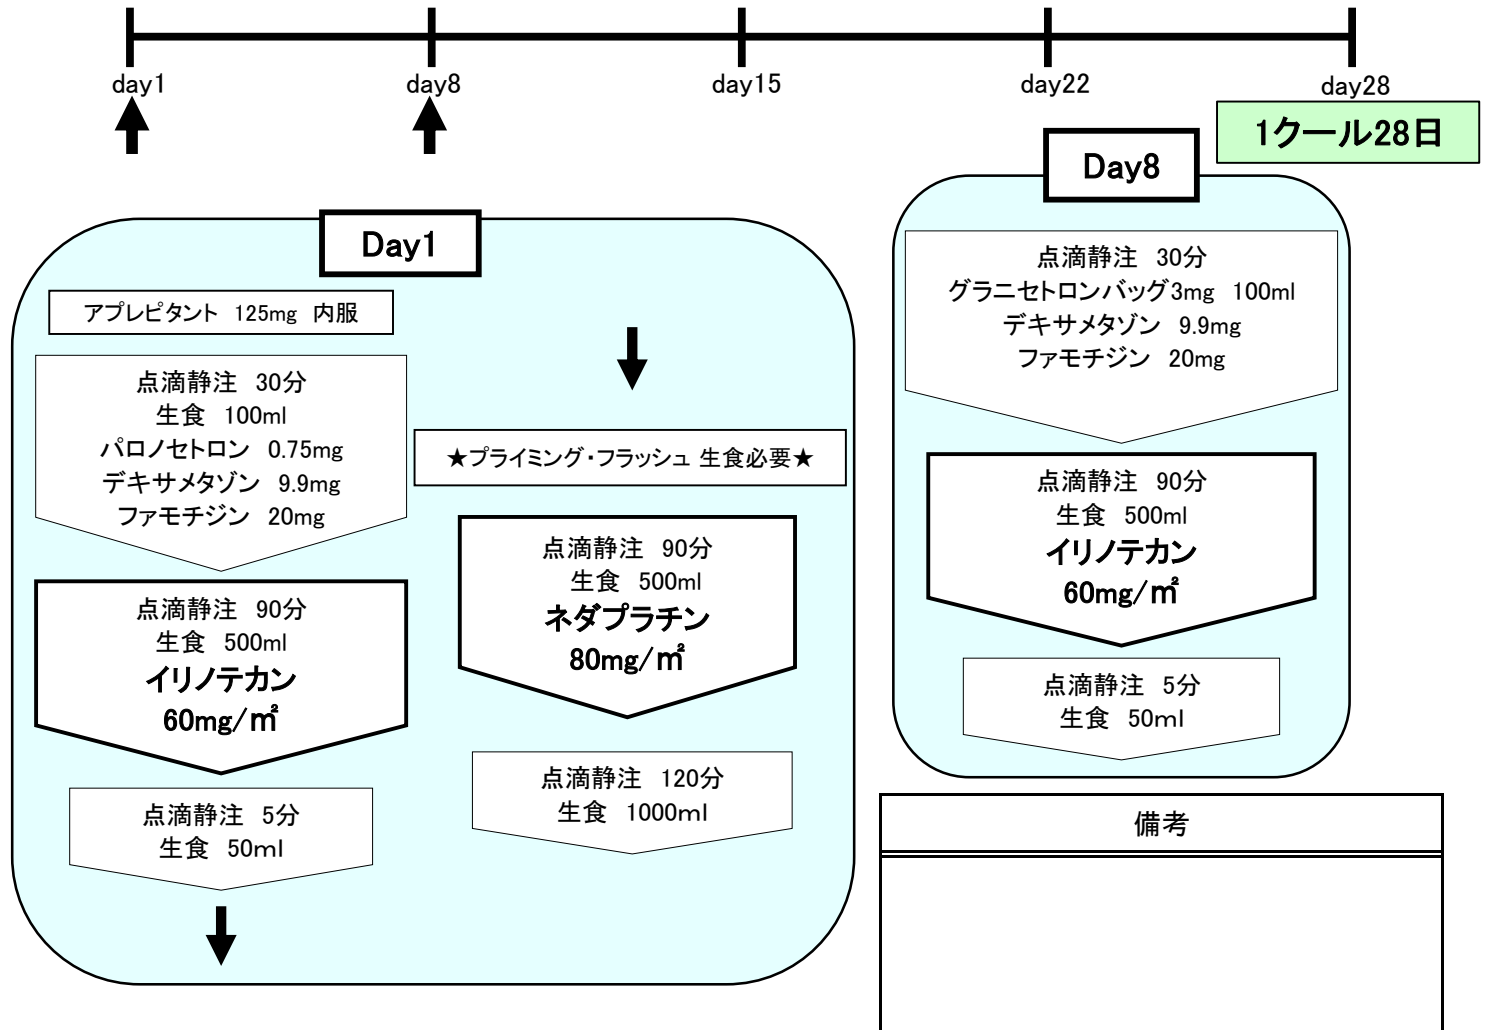 day1
day8
day15
day22
day28
1クール28日
Day1
アプレピタント 125mg 内服
点滴静注 30分
生食 100ml
パロノセトロン 0.75mg
デキサメタゾン 9.9mg
ファモチジン 20mg
点滴静注 90分
生食 500ml
イリノテカン
60mg/㎡
点滴静注 5分
生食 50ml
★プライミング・フラッシュ 生食必要★
点滴静注 90分
生食 500ml
ネダプラチン
80mg/㎡
点滴静注 120分
生食 1000ml
Day8
点滴静注 30分
グラニセトロンバッグ3mg 100ml
デキサメタゾン 9.9mg
ファモチジン 20mg
点滴静注 90分
生食 500ml
イリノテカン
60mg/㎡
点滴静注 5分
生食 50ml
備考